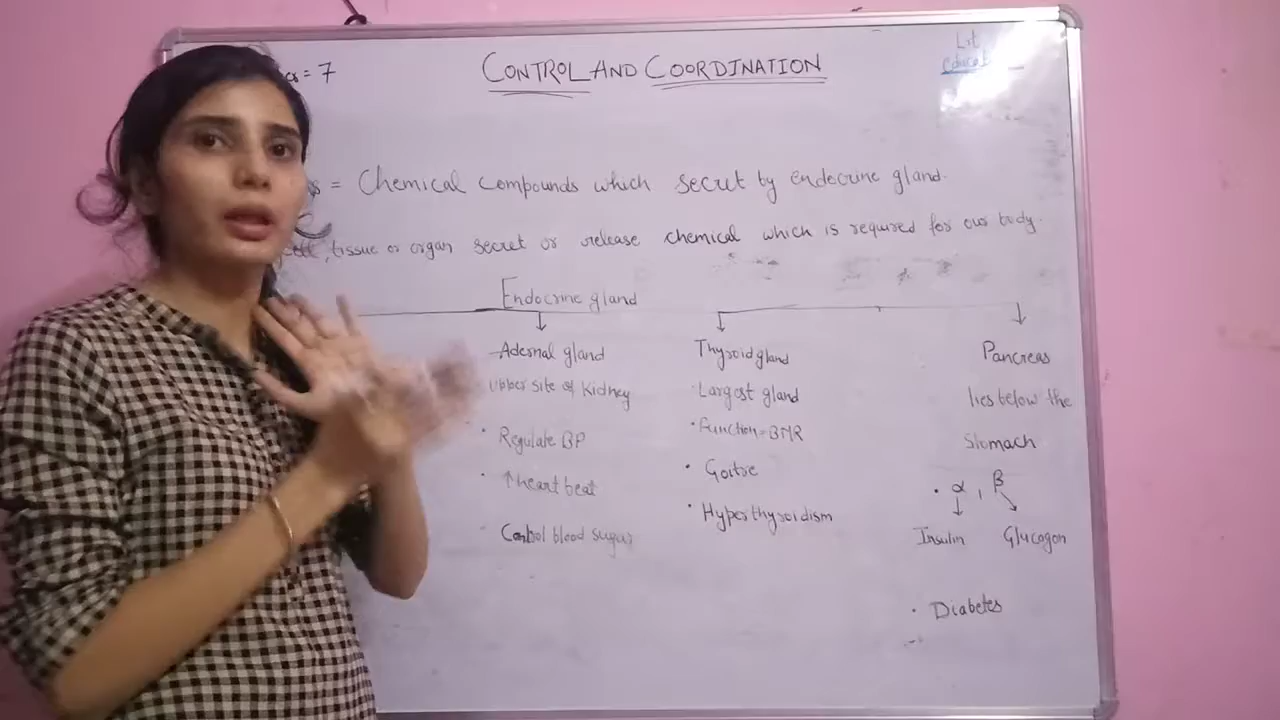 = 7
CONTROL AND COORDINATION
= Chemical Compounds which secret by endocrine gland.
tissue or organ secret or release chemical which is required for our body.
Endocrine gland
Adernal gland
Upper site of Kidney
• Regulate BP
• ↑ heart beat
• Control blood sugar
Thyroid gland
• Largest gland
• Function = BMR
• Goitre
• Hyperthyroidism
Pancreas
lies below the
Stomach
• α , β
Insulin Glucagon
• Diabetes